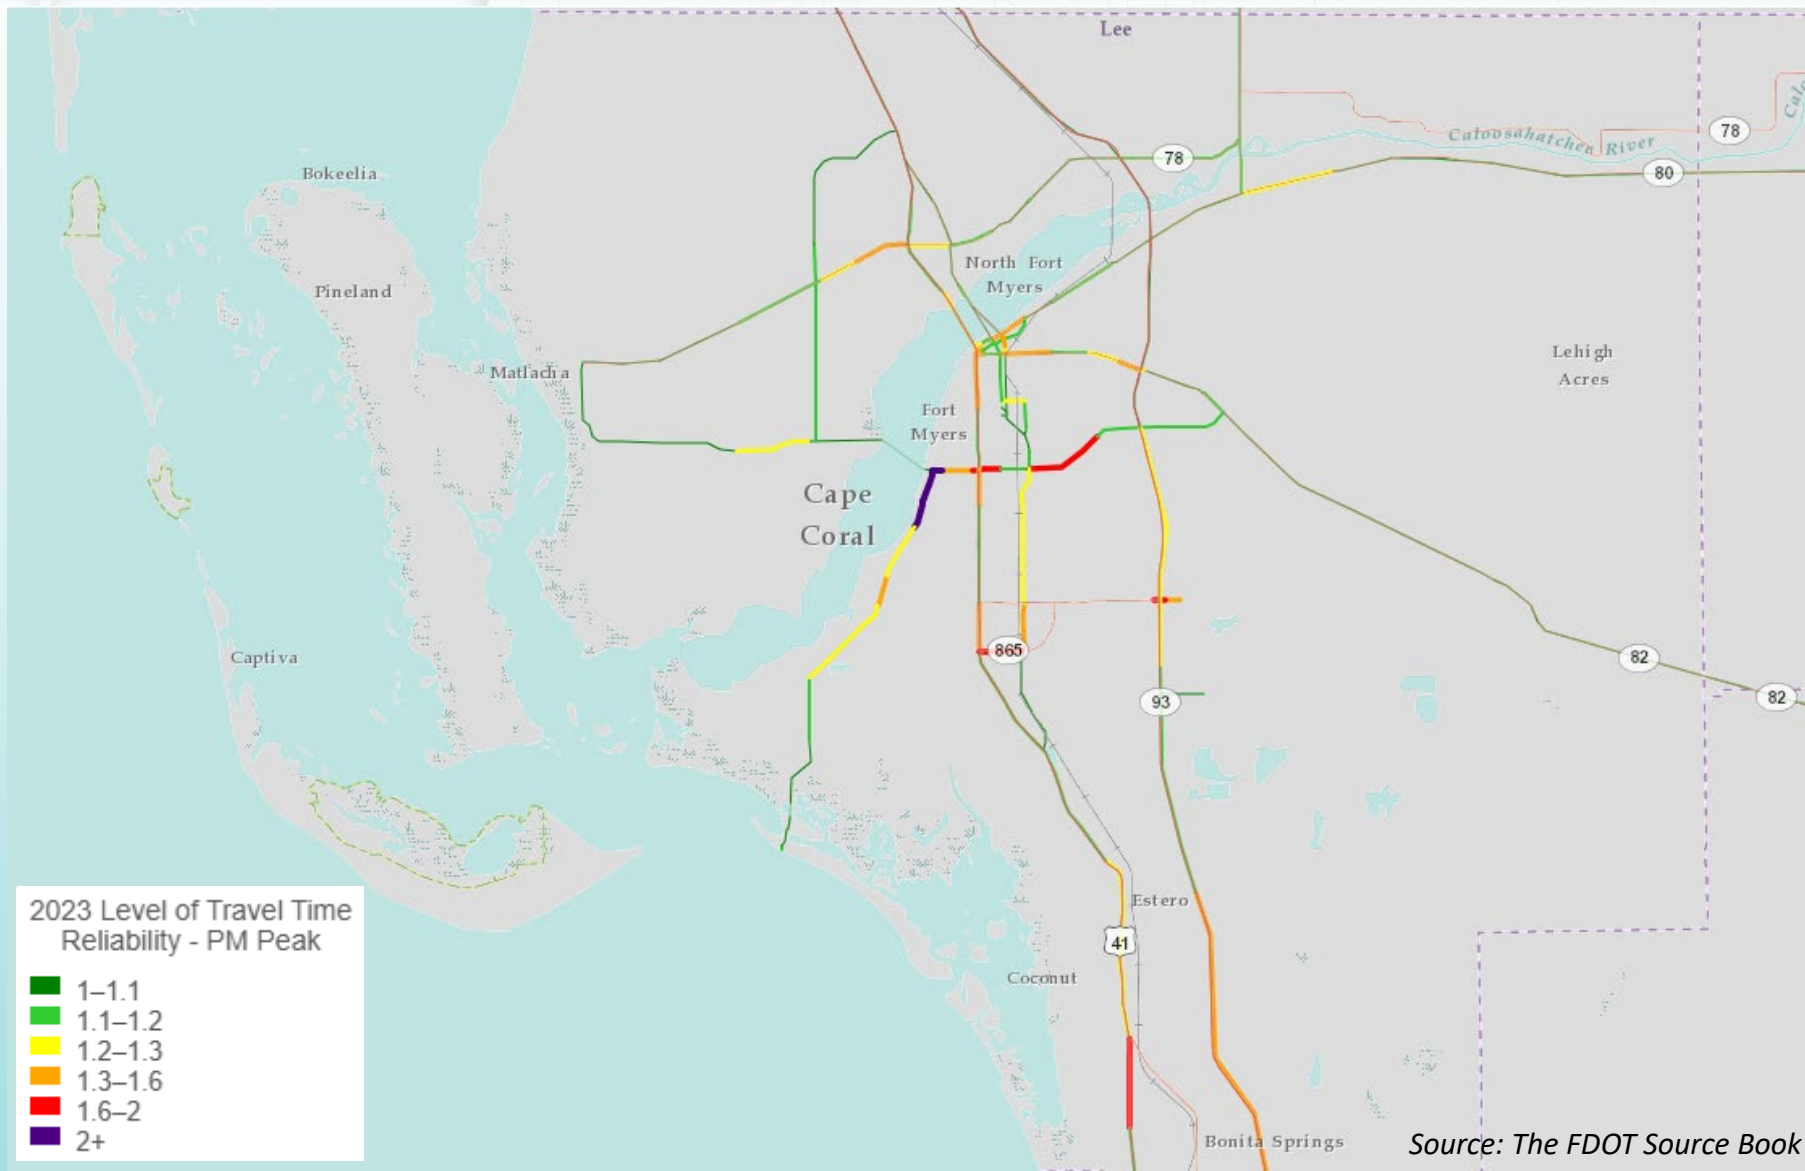 Lee
78
Caloosahatchee River
78
80
Bokeelia
Pineland
North Fort
Myers
Matlacha
Lehigh
Acres
Fort
Myers
Cape
Coral
865
82
Captiva
93
82
Estero
41
Coconut
Bonita Springs
2023 Level of Travel Time
Reliability - PM Peak
1–1.1
1.1–1.2
1.2–1.3
1.3–1.6
1.6–2
2+
Source: The FDOT Source Book